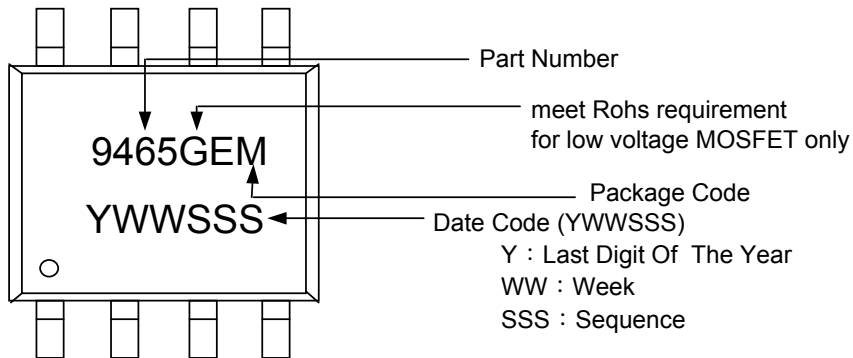 Part Number
meet Rohs requirement
for low voltage MOSFET only
9465GEM
Package Code
YWWSSS
Date Code (YWWSSS)
Y：Last Digit Of The Year
WW：Week
SSS：Sequence